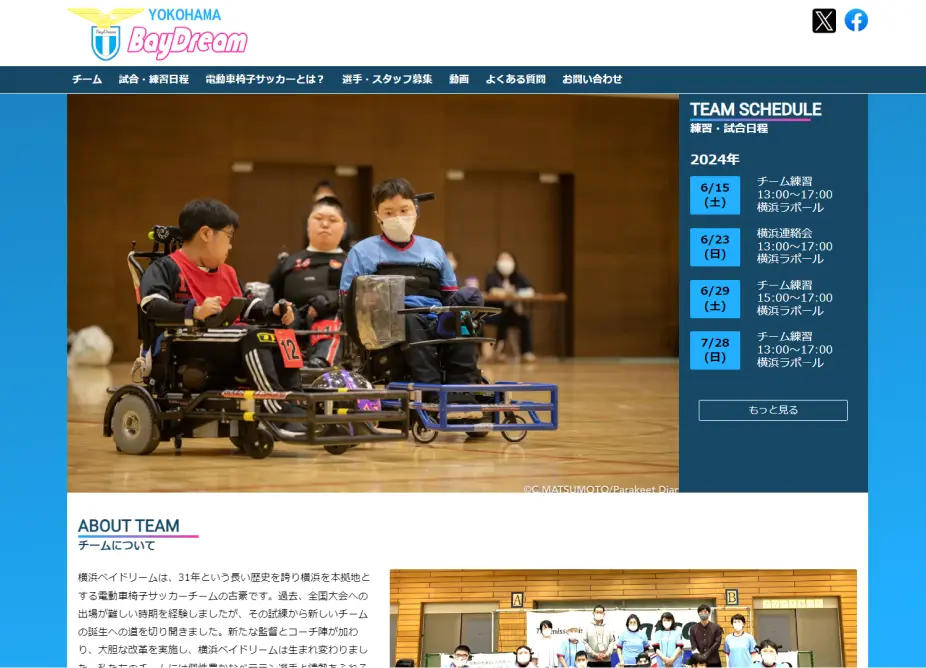 YOKOHAMA
BayDream
チーム 試合・練習日程 電動車椅子サッカーとは？ 選手・スタッフ募集 動画 よくある質問 お問い合わせ
TEAM SCHEDULE
練習・試合日程
2024年
6/15
(土)
チーム練習
13:00〜17:00
横浜ラポール
6/23
(日)
横浜連絡会
13:00〜17:00
横浜ラポール
6/29
(土)
チーム練習
15:00〜17:00
横浜ラポール
7/28
(日)
チーム練習
13:00〜17:00
横浜ラポール
もっと見る
12
©C.MATSUMOTO/Parakeet Diar
ABOUT TEAM
チームについて
横浜ベイドリームは、31年という長い歴史を誇り横浜を本拠地と
する電動車椅子サッカーチームの古豪です。過去、全国大会への
出場が難しい時期を経験しましたが、その試練から新しいチーム
の誕生への道を切り開きました。新たな監督とコーチ陣が加わ
り、大胆な改革を実施し、横浜ベイドリームは生まれ変わりまし
A
B